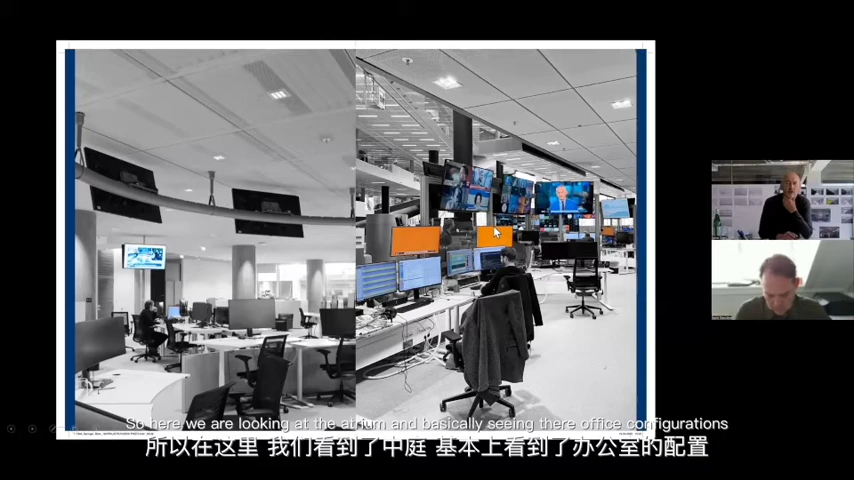 So here we are looking at the atrium and basically seeing there office configurations
所以在这里 我们看到了中庭 基本上看到了办公室的配置